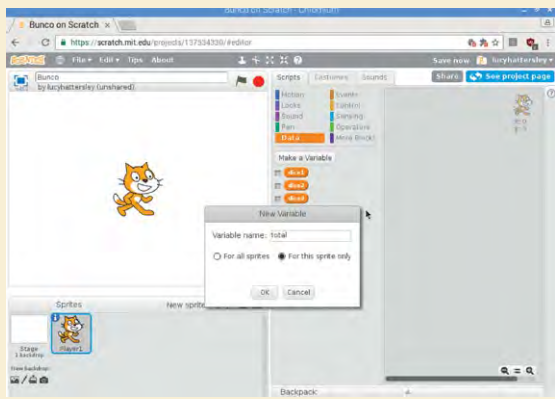 Bunco on Scratch - Chromium
Bunco on Scratch
https://scratch.mit.edu/projects/137534330/#editor
SCRATCH File Edit Tips About
Save now lucyhattersley
Bunco
by lucyhattersley (unshared)
Scripts Costumes Sounds
Share See project page
Motion Events
Looks Control
Sound Sensing
Pen Operators
Data More Blocks
Make a Variable
dice1
dice2
dice3
New Variable
Variable name: total
For all sprites For this sprite only
OK Cancel
Sprites New sprite
Stage
1 backdrop
Player1
New backdrop:
Backpack